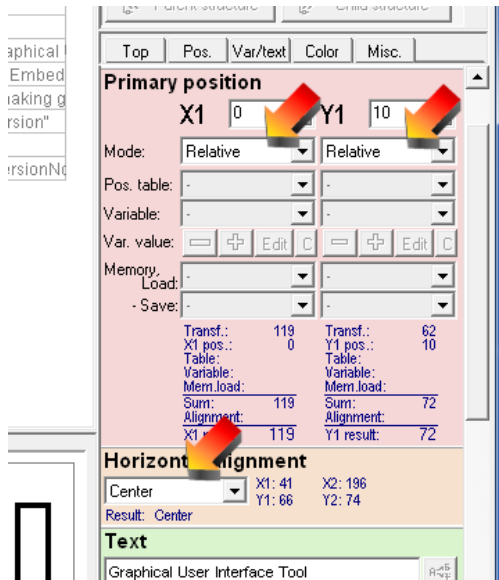 Parent structure Child structure
aphical
Embed
aking g
rsion"
ersionNo
Top Pos. Var/text Color Misc.
Primary position
X1 0 Y1 10
Mode: Relative Relative
Pos. table: - -
Variable: - -
Var. value: Edit C Edit C
Memory,
Load: - -
- Save: - -
Transf.: 119 Transf.: 62
X1 pos.: 0 Y1 pos.: 10
Table: Table:
Variable: Variable:
Mem.load: Mem.load:
Sum: 119 Sum: 72
Alignment: Alignment:
X1 119 Y1 result: 72
Horizont lignment
Center X1: 41 X2: 196
Y1: 66 Y2: 74
Result: Center
Text
Graphical User Interface Tool